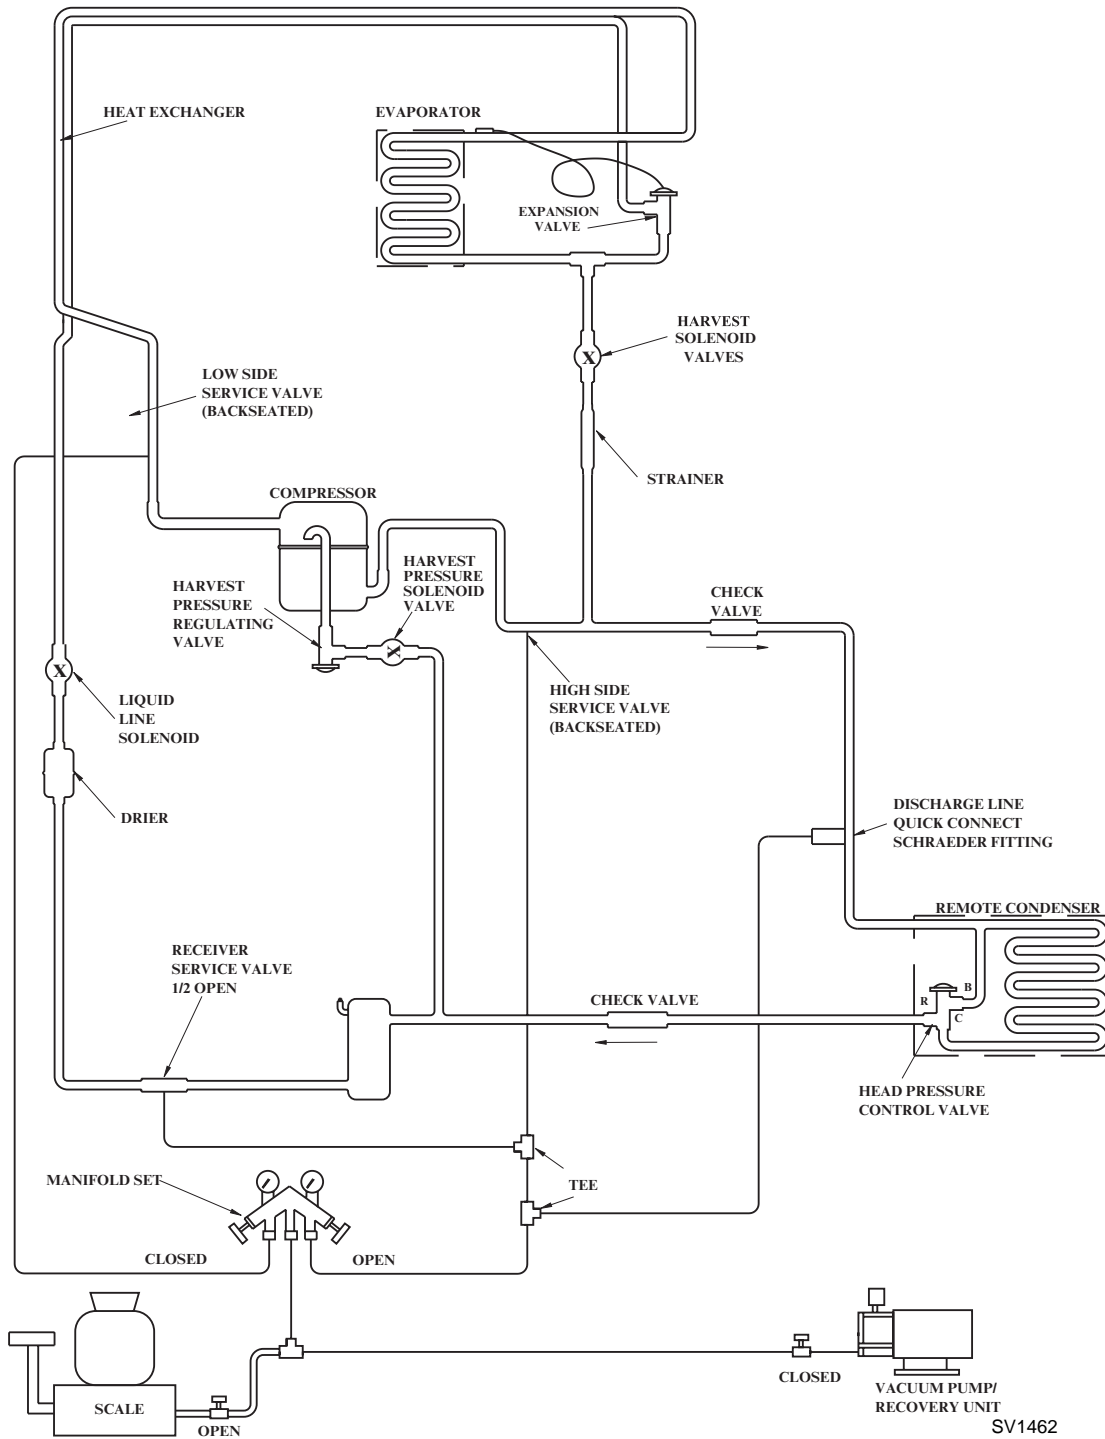 HEAT EXCHANGER
EVAPORATOR
EXPANSION
VALVE
HARVEST
SOLENOID
VALVES
X
LOW SIDE
SERVICE VALVE
(BACKSEATED)
STRAINER
COMPRESSOR
HARVEST
PRESSURE
SOLENOID
VALVE
HARVEST
PRESSURE
REGULATING
VALVE
X
CHECK
VALVE
X
LIQUID
LINE
SOLENOID
HIGH SIDE
SERVICE VALVE
(BACKSEATED)
DRIER
DISCHARGE LINE
QUICK CONNECT
SCHRAEDER FITTING
REMOTE CONDENSER
RECEIVER
SERVICE VALVE
1/2 OPEN
B
R
C
CHECK VALVE
HEAD PRESSURE
CONTROL VALVE
MANIFOLD SET
TEE
CLOSED
OPEN
SCALE
OPEN
CLOSED
VACUUM PUMP/
RECOVERY UNIT
SV1462